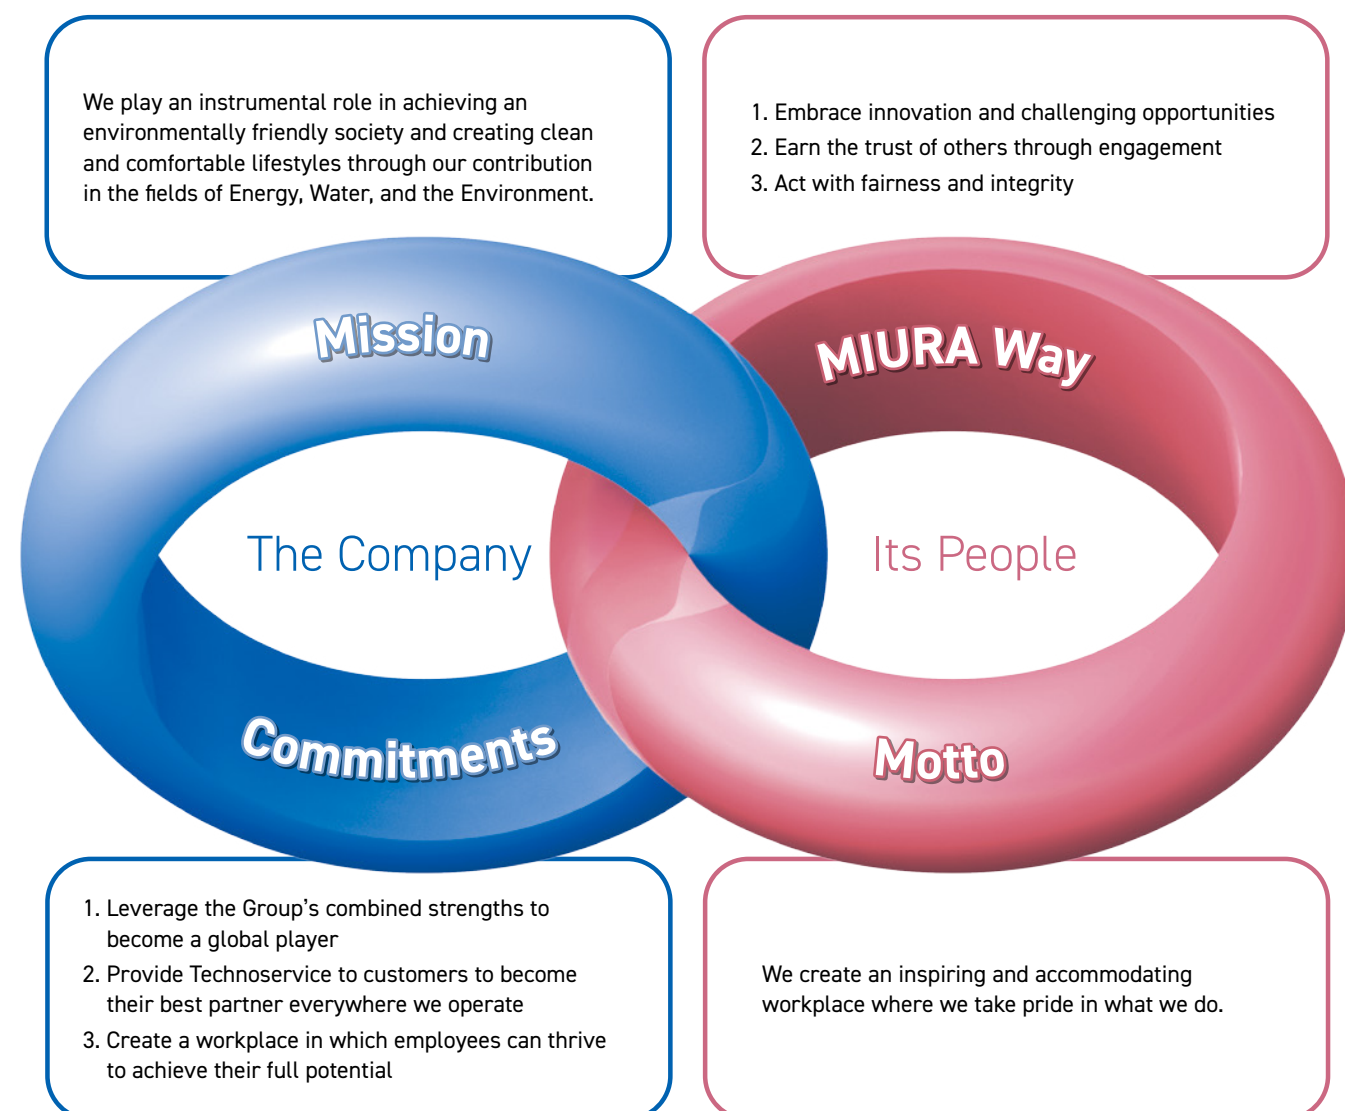 We play an instrumental role in achieving an
environmentally friendly society and creating clean
and comfortable lifestyles through our contribution
in the fields of Energy, Water, and the Environment.
1. Embrace innovation and challenging opportunities
2. Earn the trust of others through engagement
3. Act with fairness and integrity
Mission
MIURA Way
The Company
Its People
Commitments
Motto
1. Leverage the Group's combined strengths to
become a global player
2. Provide Technoservice to customers to become
their best partner everywhere we operate
3. Create a workplace in which employees can thrive
to achieve their full potential
We create an inspiring and accommodating
workplace where we take pride in what we do.